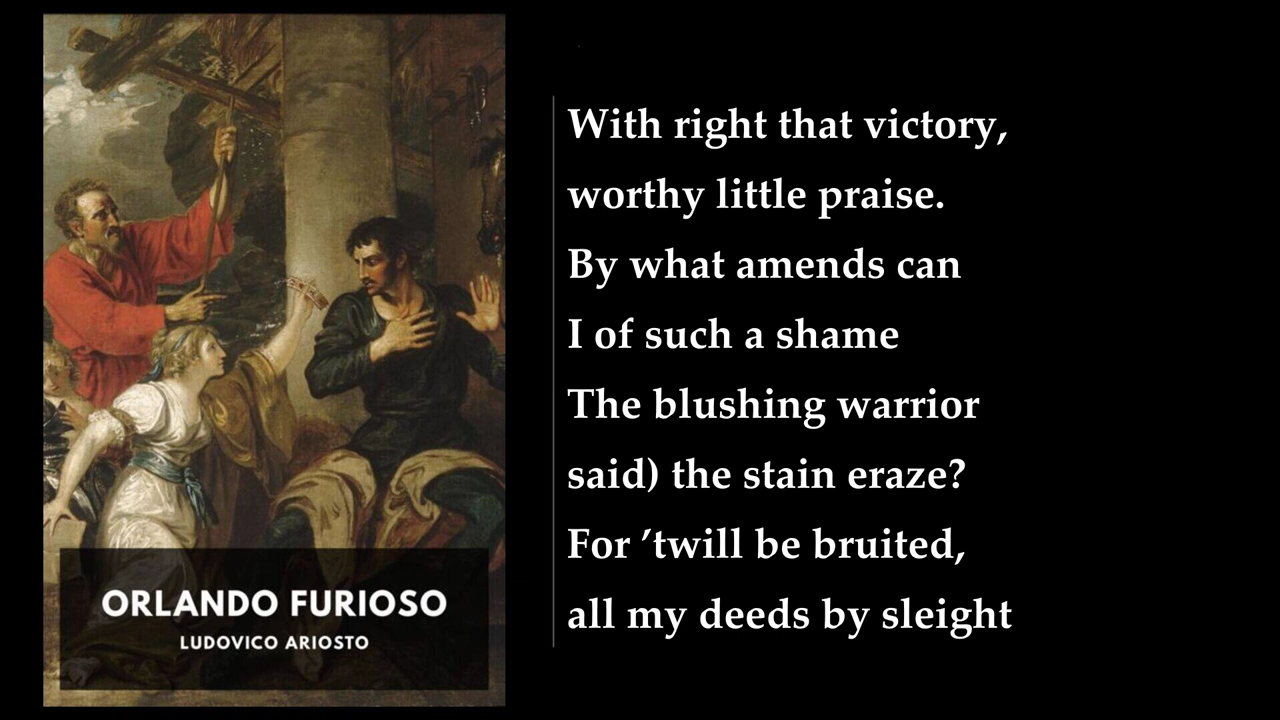 ORLANDO FURIOSO
LUDOVICO ARIOSTO
With right that victory,
worthy little praise.
By what amends can
I of such a shame
The blushing warrior
said) the stain eraze?
For ’twill be bruited,
all my deeds by sleight